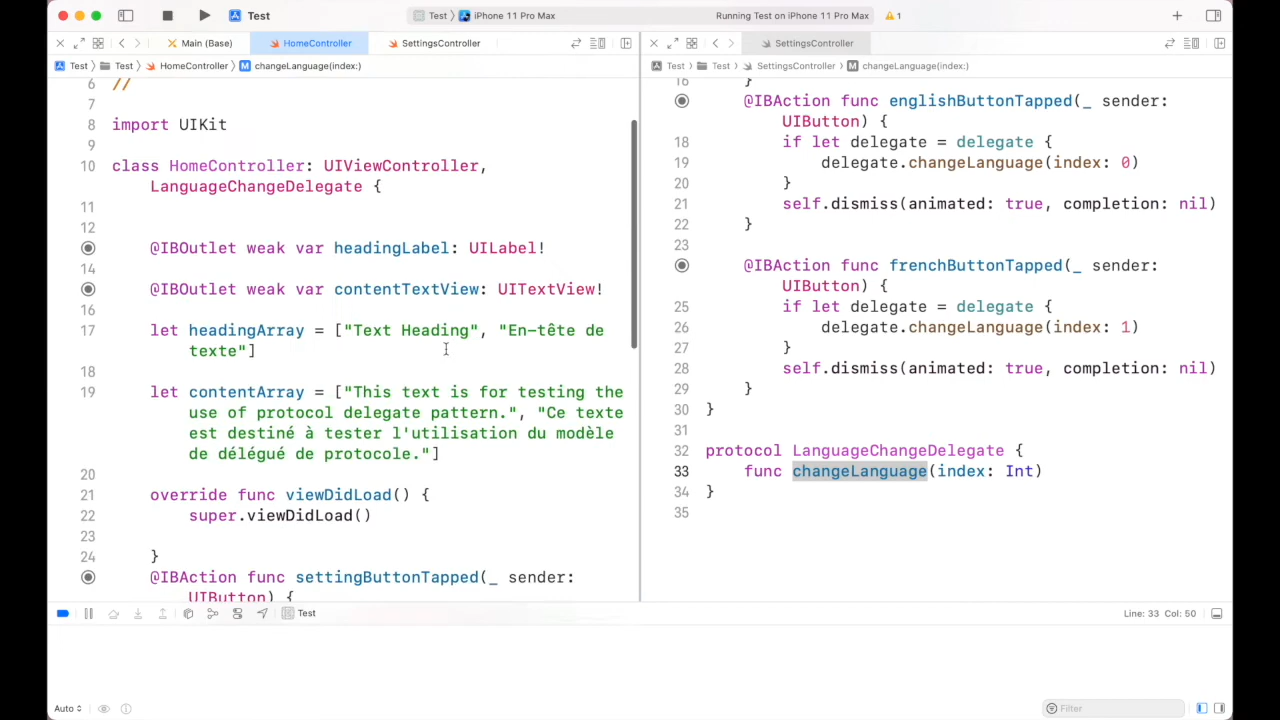 Test
Test
iPhone 11 Pro Max
Running Test on iPhone 11 Pro Max
1
Main (Base)
HomeController
SettingsController
Test
Test
HomeController
M
changeLanguage(index:)
6
//
7
8
import UIKit
9
10
class HomeController: UIViewController,
LanguageChangeDelegate {
11
12
@IBOutlet weak var headingLabel: UILabel!
14
@IBOutlet weak var contentTextView: UITextView!
16
17
let headingArray = ["Text Heading", "En-tête de
texte"]
18
19
let contentArray = ["This text is for testing the
use of protocol delegate pattern.", "Ce texte
est destiné à tester l'utilisation du modèle
de délégué de protocole."]
20
21
override func viewDidLoad() {
22
super.viewDidLoad()
23
24
}
@IBAction func settingButtonTapped(_ sender:
UIButton) {
SettingsController
Test
Test
SettingsController
M
changeLanguage(index:)
16
}
@IBAction func englishButtonTapped(_ sender:
UIButton) {
18
if let delegate = delegate {
19
delegate.changeLanguage(index: 0)
20
}
21
self.dismiss(animated: true, completion: nil)
22
}
23
@IBAction func frenchButtonTapped(_ sender:
UIButton) {
25
if let delegate = delegate {
26
delegate.changeLanguage(index: 1)
27
}
28
self.dismiss(animated: true, completion: nil)
29
}
30
}
31
32
protocol LanguageChangeDelegate {
33
func changeLanguage(index: Int)
34
}
35
Test
Line: 33 Col: 50
Auto
Filter